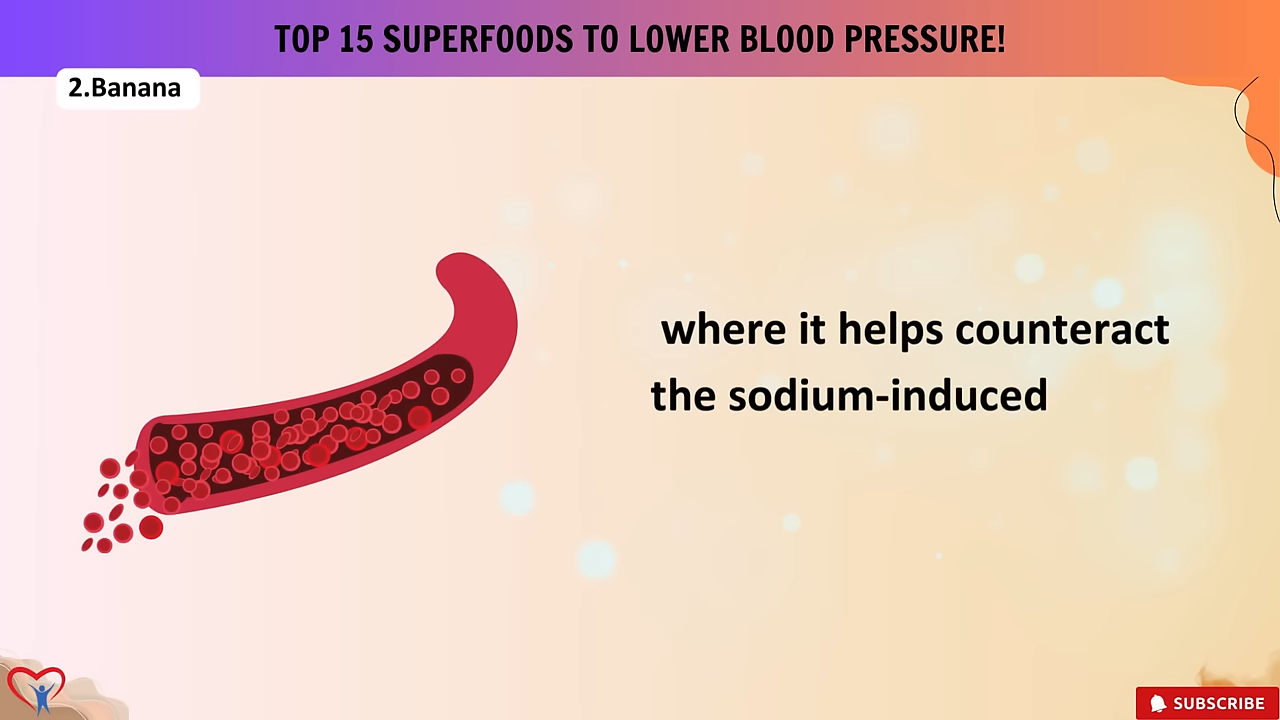 TOP 15 SUPERFOODS TO LOWER BLOOD PRESSURE!
2.Banana
where it helps counteract
the sodium-induced
SUBSCRIBE